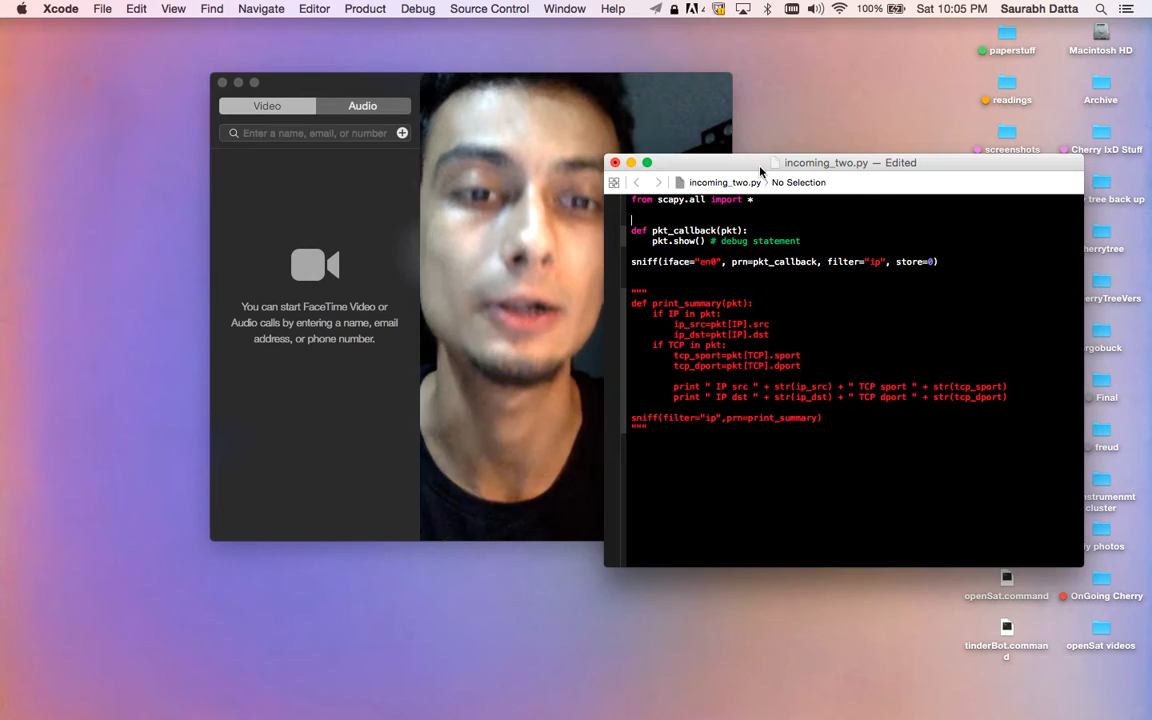 Xcode File Edit View Find Navigate Editor Product Debug Source Control Window Help 100% Sat 10:05 PM Saurabh Datta
Video Audio
Enter a name, email, or number
You can start FaceTime Video or
Audio calls by entering a name, email
address, or phone number.
incoming_two.py — Edited
incoming_two.py No Selection
from scapy.all import *
def pkt_callback(pkt):
pkt.show() # debug statement
sniff(iface="en0", prn=pkt_callback, filter="ip", store=0)
"""
def print_summary(pkt):
if IP in pkt:
ip_src=pkt[IP].src
ip_dst=pkt[IP].dst
if TCP in pkt:
tcp_sport=pkt[TCP].sport
tcp_dport=pkt[TCP].dport
print " IP src " + str(ip_src) + " TCP sport " + str(tcp_sport)
print " IP dst " + str(ip_dst) + " TCP dport " + str(tcp_dport)
sniff(filter="ip",prn=print_summary)
"""
paperstuff
Macintosh HD
readings
Archive
screenshots
Cherry IxD Stuff
tree back up
cherrytree
erryTreeVers
ergobuck
Final
freud
instrumenmt
cluster
photos
openSat.command
OnGoing Cherry
tinderBot.comman
d
openSat videos